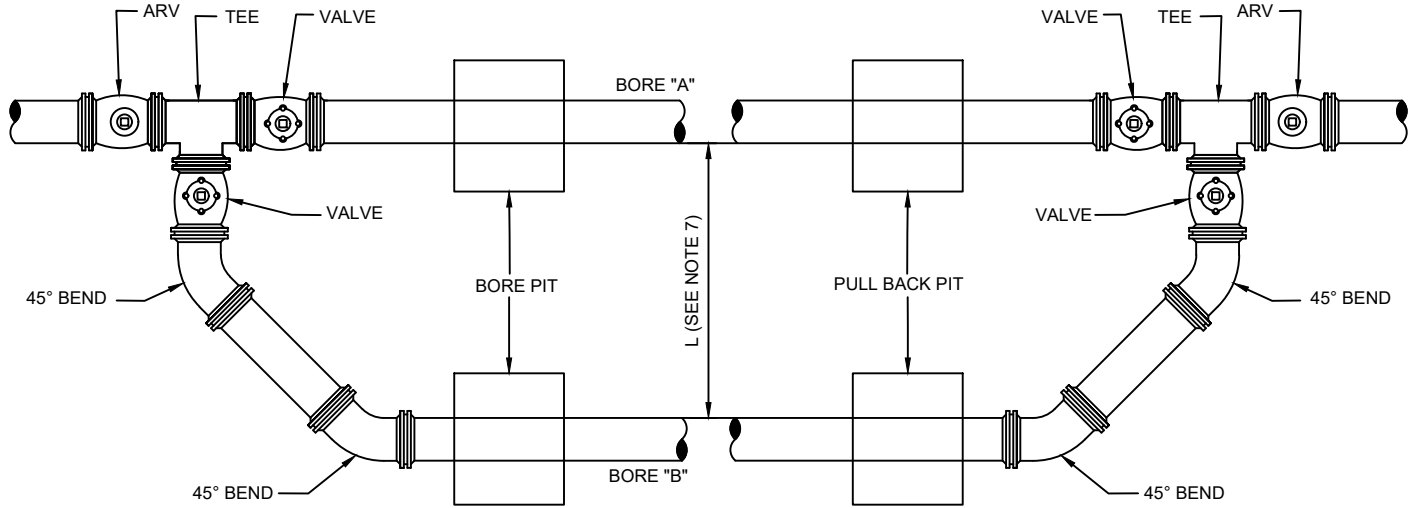 ARV
TEE
VALVE
VALVE
TEE
ARV
BORE "A"
VALVE
VALVE
L (SEE NOTE 7)
BORE PIT
PULL BACK PIT
45° BEND
45° BEND
BORE "B"
45° BEND
45° BEND